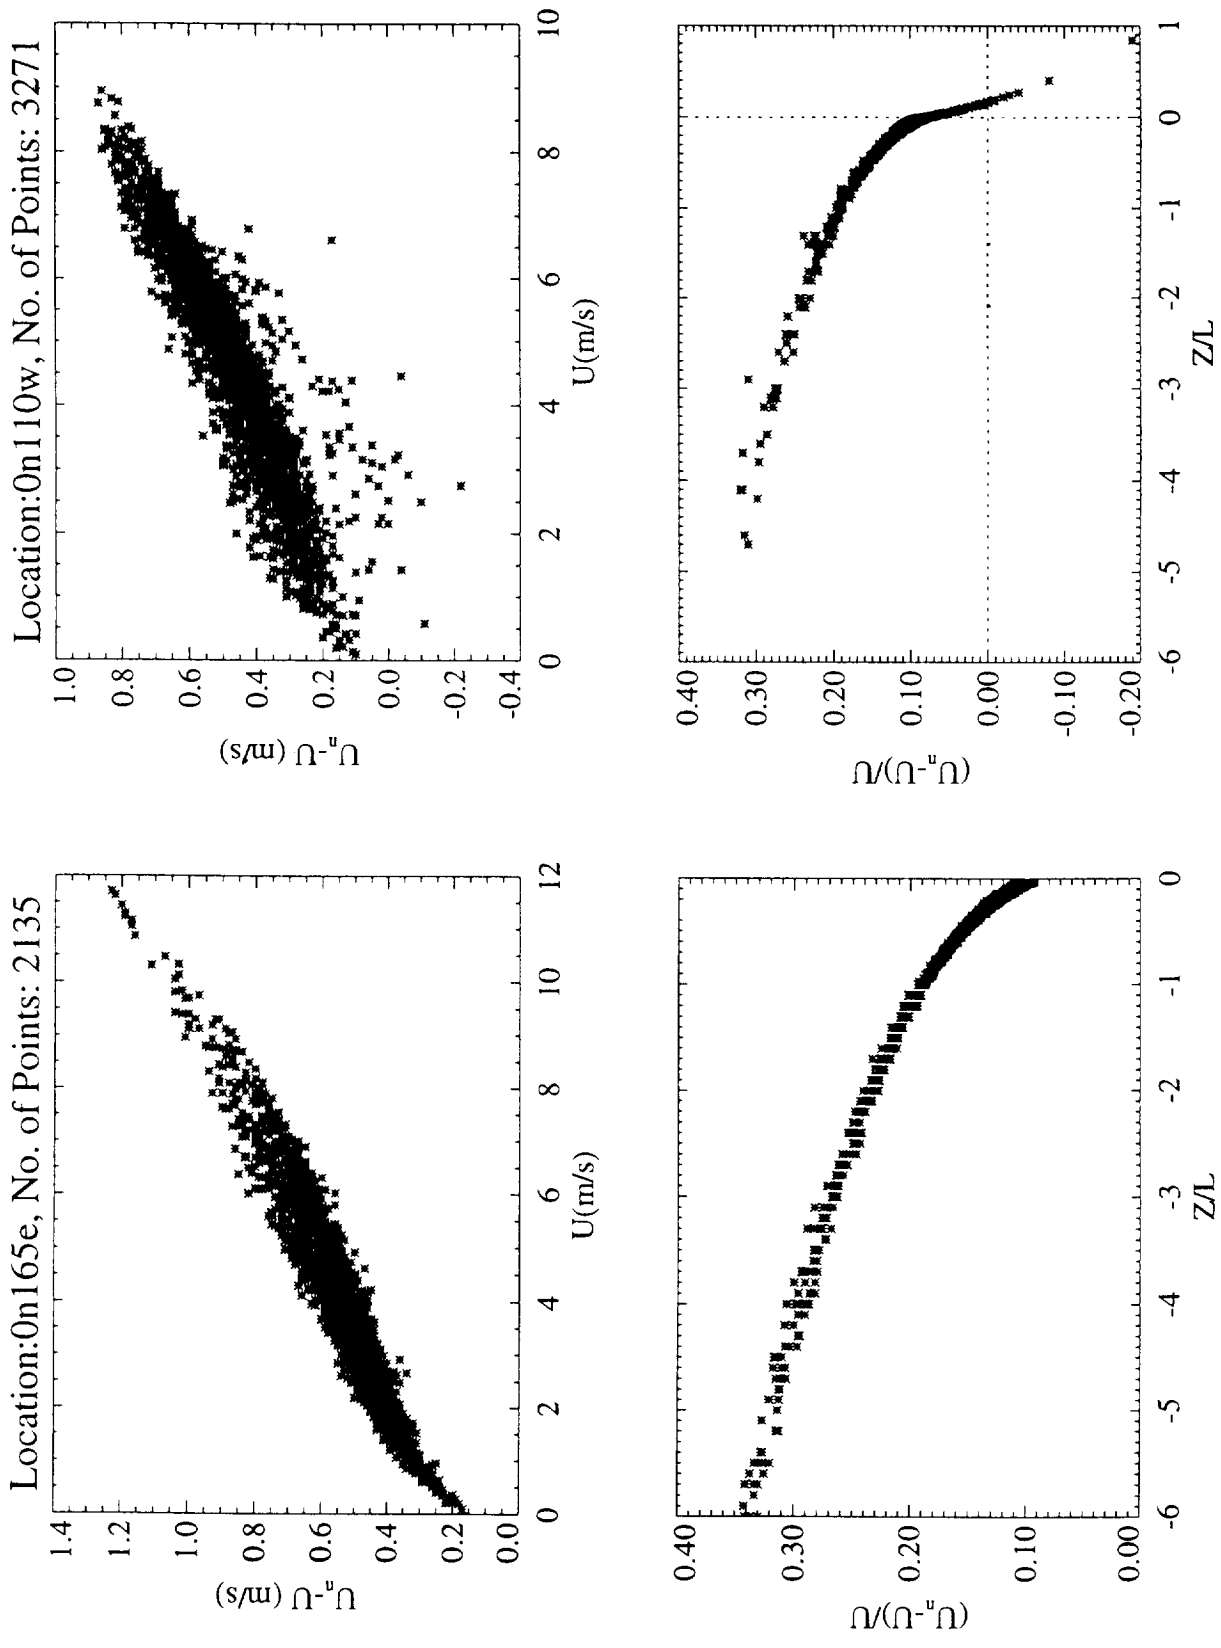 Location:0n165e, No. of Points: 2135
1.4
1.2
1.0
0.8
0.6
0.4
0.2
0.0
Uₙ-U (m/s)
0 2 4 6 8 10 12
U(m/s)
0.40
0.30
0.20
0.10
0.00
(Uₙ-U)/U
-6 -5 -4 -3 -2 -1 0
Z/L
Location:0n110w, No. of Points: 3271
1.0
0.8
0.6
0.4
0.2
0.0
-0.2
-0.4
Uₙ-U (m/s)
0 2 4 6 8 10
U(m/s)
0.40
0.30
0.20
0.10
0.00
-0.10
-0.20
(Uₙ-U)/U
-6 -5 -4 -3 -2 -1 0 1
Z/L